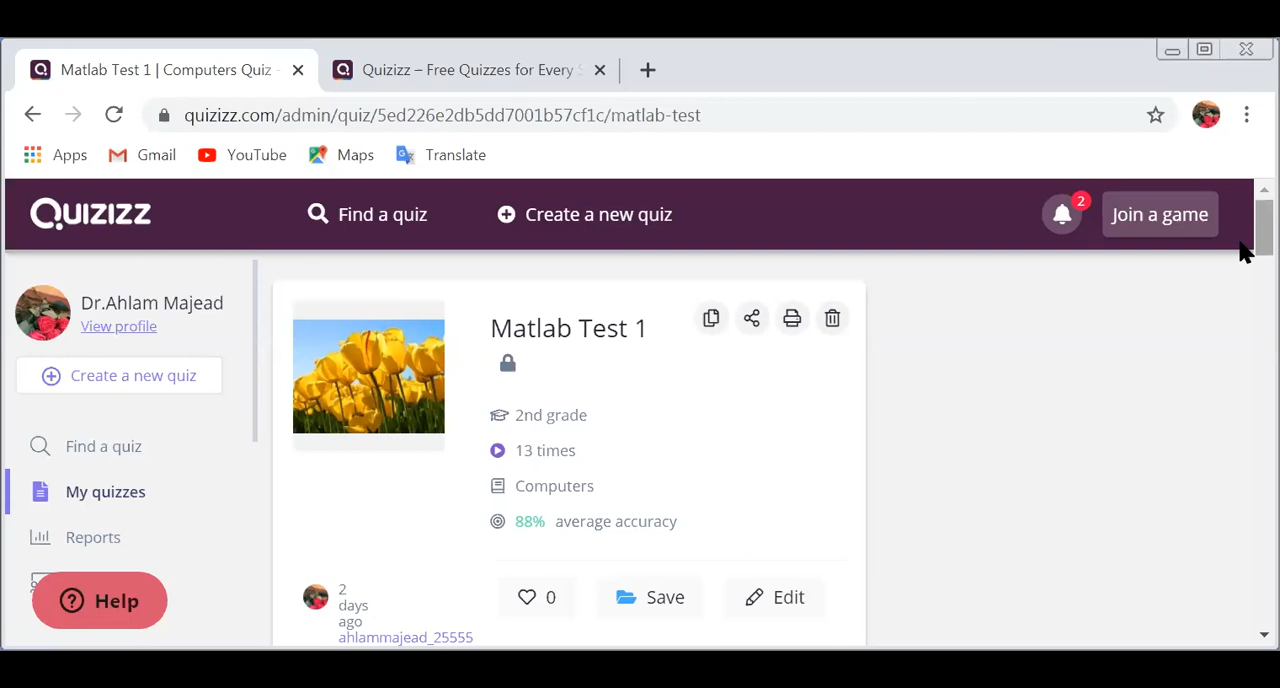 Matlab Test 1 | Computers Quiz -
Quizizz – Free Quizzes for Every S
quizizz.com/admin/quiz/5ed226e2db5dd7001b57cf1c/matlab-test
Apps
Gmail
YouTube
Maps
Translate
QUIZIZZ
Find a quiz
Create a new quiz
2
Join a game
Dr.Ahlam Majead
View profile
Create a new quiz
Find a quiz
My quizzes
Reports
Help
Matlab Test 1
2nd grade
13 times
Computers
88% average accuracy
2
days
ago
ahlammajead_25555
0
Save
Edit